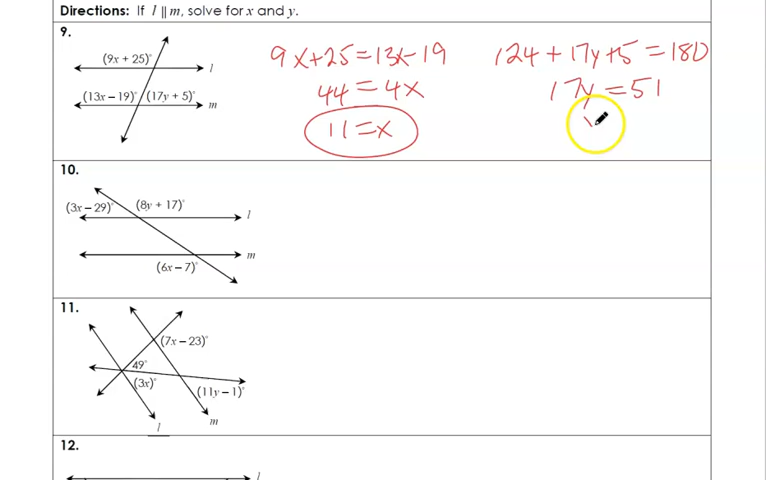 Directions: If l ∥ m, solve for x and y.
9.
(9x + 25)°
l
(13x – 19)° (17y + 5)°
m
9x+25=13x-19
44=4x
11=x
124+17y+5=180
17y=51
10.
(3x – 29)° (8y + 17)°
l
m
(6x – 7)°
11.
(7x – 23)°
49°
(3x)°
(11y – 1)°
l
m
12.
l